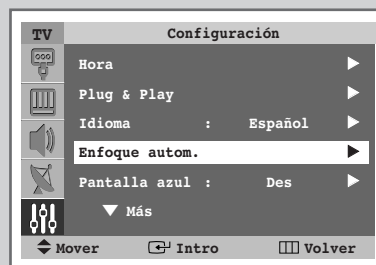 TV Configuración
Hora
Plug & Play
Idioma : Español
Enfoque autom.
Pantalla azul : Des
Más
Mover Intro Volver